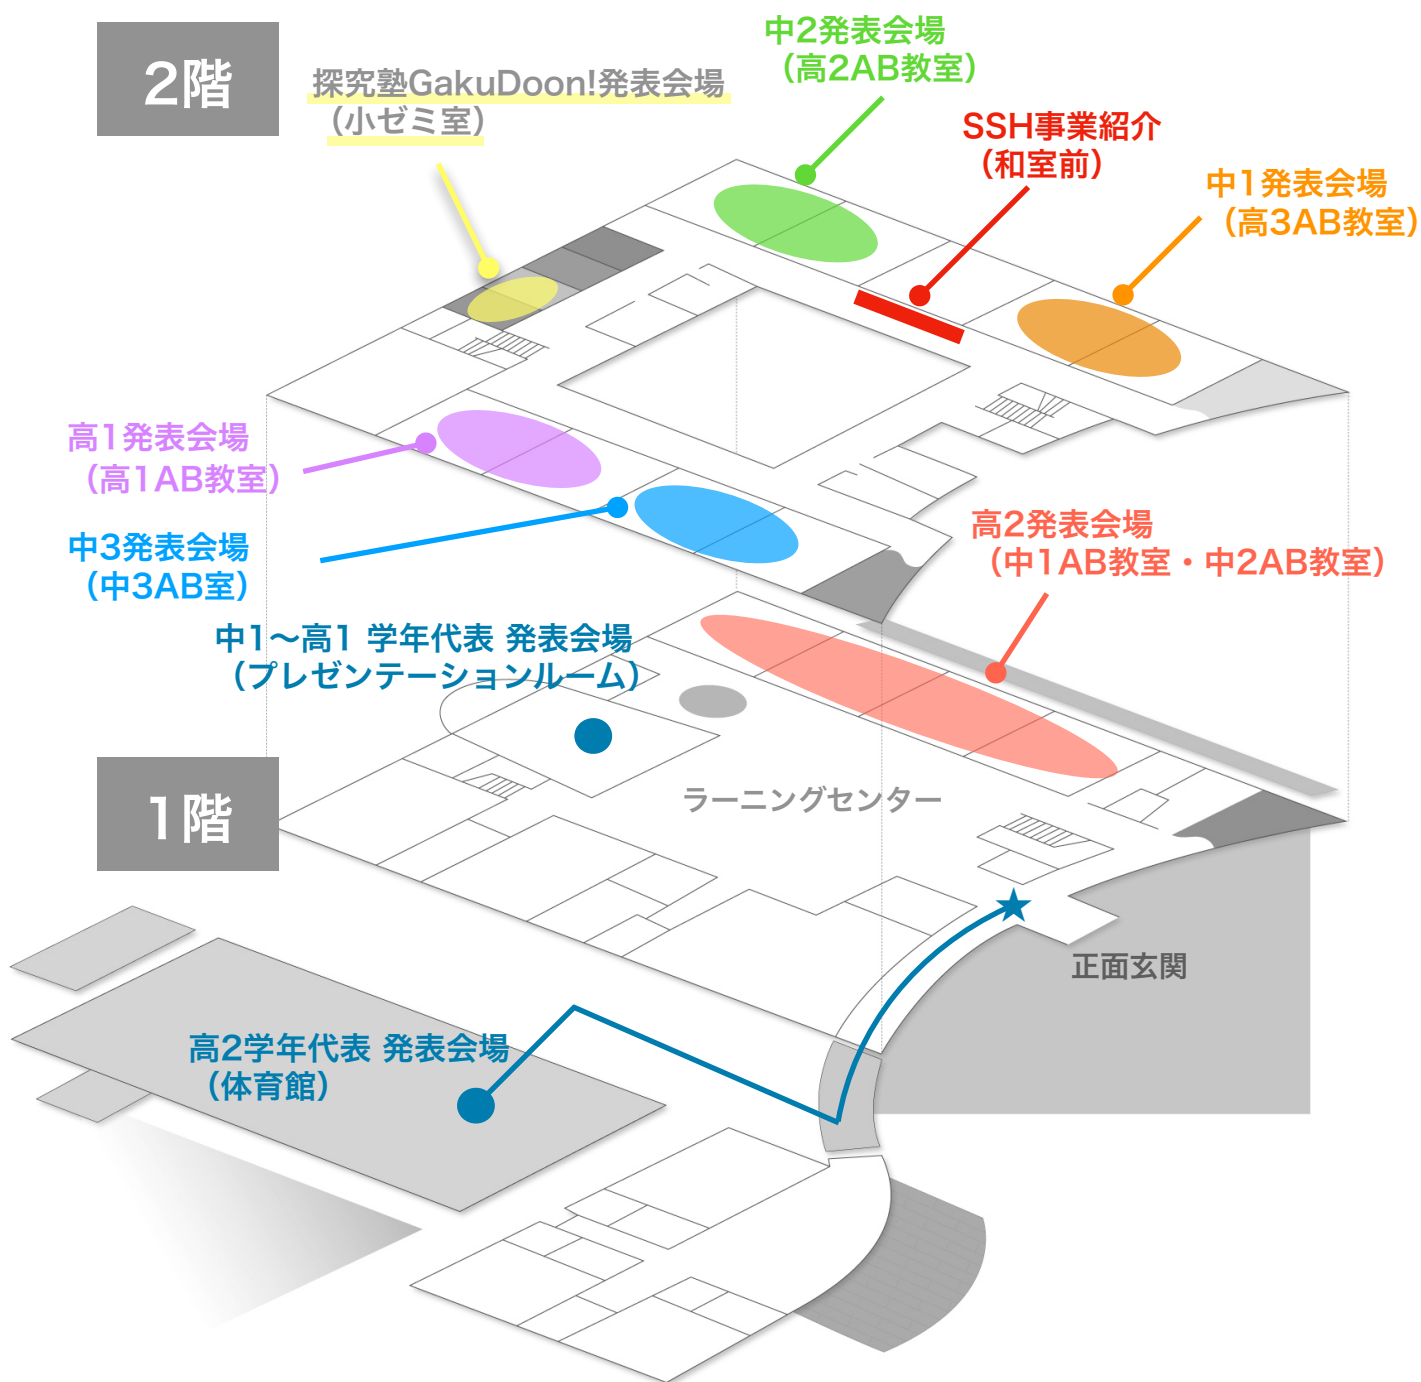 2階
探究塾GakuDoon!発表会場
（小ゼミ室）
中2発表会場
（高2AB教室）
SSH事業紹介
（和室前）
中1発表会場
（高3AB教室）
高1発表会場
（高1AB教室）
中3発表会場
（中3AB室）
高2発表会場
（中1AB教室・中2AB教室）
中1〜高1 学年代表 発表会場
（プレゼンテーションルーム）
1階
ラーニングセンター
正面玄関
高2学年代表 発表会場
（体育館）